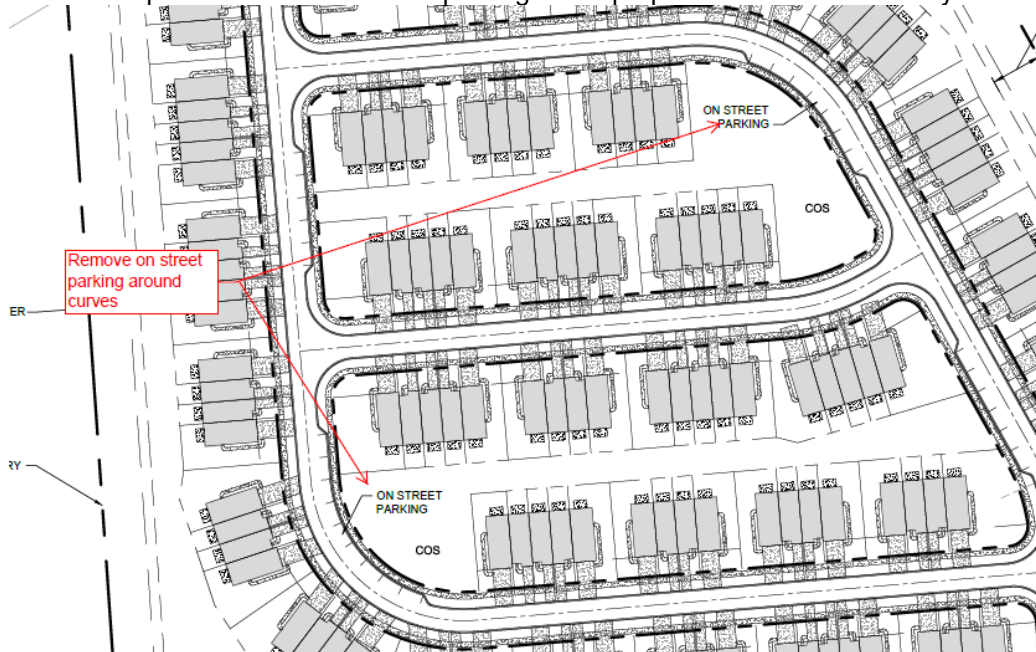 ON STREET
PARKING
COS
Remove on street
parking around
curves
ER
RY
ON STREET
PARKING
COS